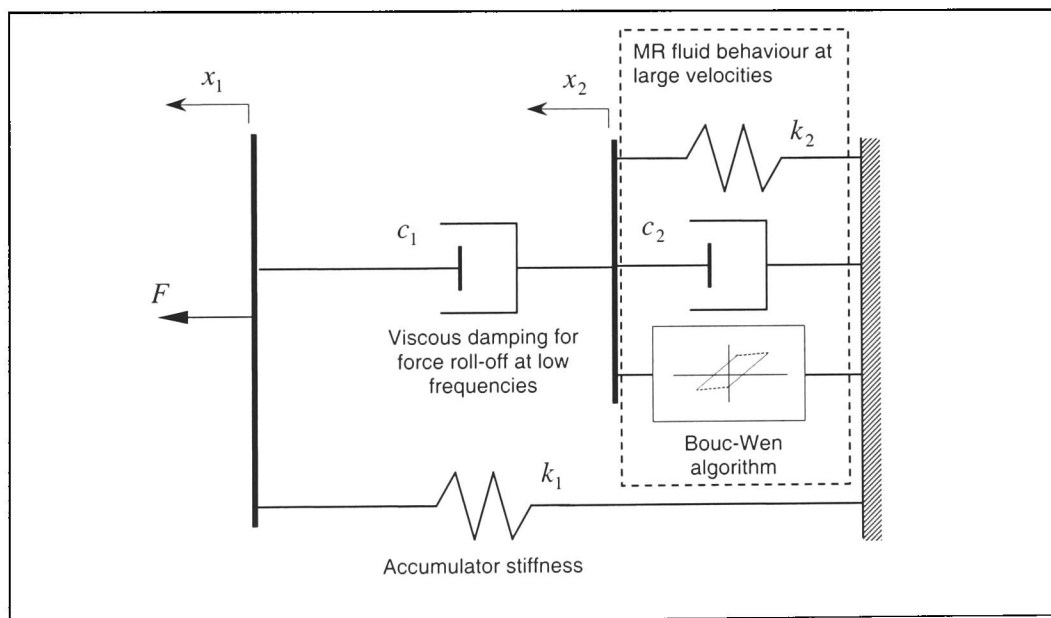 MR fluid behaviour at
large velocities
x1
x2
k2
c1
c2
F
Viscous damping for
force roll-off at low
frequencies
Bouc-Wen
algorithm
k1
Accumulator stiffness